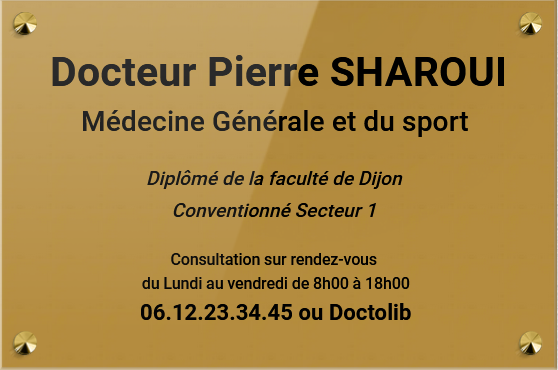 Docteur Pierre SHAROUI
Médecine Générale et du sport
Diplômé de la faculté de Dijon
Conventionné Secteur 1
Consultation sur rendez-vous
du Lundi au vendredi de 8h00 à 18h00
06.12.23.34.45 ou Doctolib